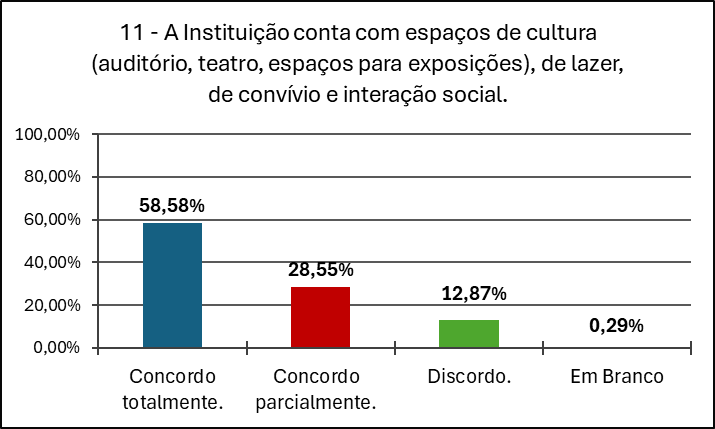 11 - A Instituição conta com espaços de cultura
(auditório, teatro, espaços para exposições), de lazer,
de convívio e interação social.
100,00%
80,00%
60,00%
40,00%
20,00%
0,00%
58,58%
28,55%
12,87%
0,29%
Concordo
totalmente.
Concordo
parcialmente.
Discordo.
Em Branco